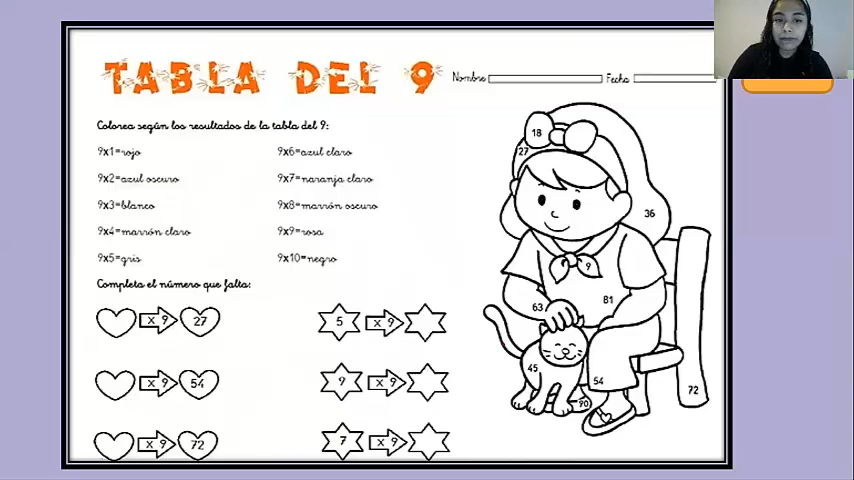 TABLA DEL 9
Nombre
Fecha
Colorea según los resultados de la tabla del 9:
9x1=rojo
9x2=azul oscuro
9x3=blanco
9x4=marrón claro
9x5=gris
9x6=azul claro
9x7=naranja claro
9x8=marrón oscuro
9x9=rosa
9x10=negro
Completa el número que falta:
x 9 27
5 x 9
x 9 54
9 x 9
x 9 72
7 x 9
18
27
36
9
63
81
45
54
90
72